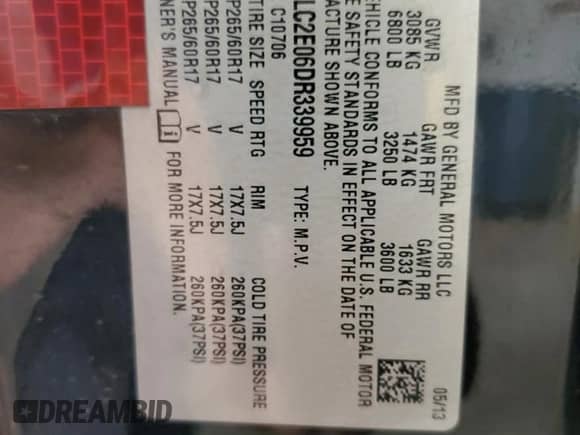 MFD BY GENERAL MOTORS LLC 05/13
GVWR GAWR FRT GAWR RR
3085 KG 1474 KG 1633 KG
6800 LB 3250 LB 3600 LB
VEHICLE CONFORMS TO ALL APPLICABLE U.S. FEDERAL MOTOR
E SAFETY STANDARDS IN EFFECT ON THE DATE OF
FACTURE SHOWN ABOVE.
LC2E06DR339959 TYPE: M.P.V.
C10706
TIRE SIZE SPEED RTG RIM COLD TIRE PRESSURE
P265/60R17 V 17X7.5J 260KPA(37PSI)
P265/60R17 V 17X7.5J 260KPA(37PSI)
P265/60R17 V 17X7.5J 260KPA(37PSI)
NER'S MANUAL i FOR MORE INFORMATION.
DREAMBID